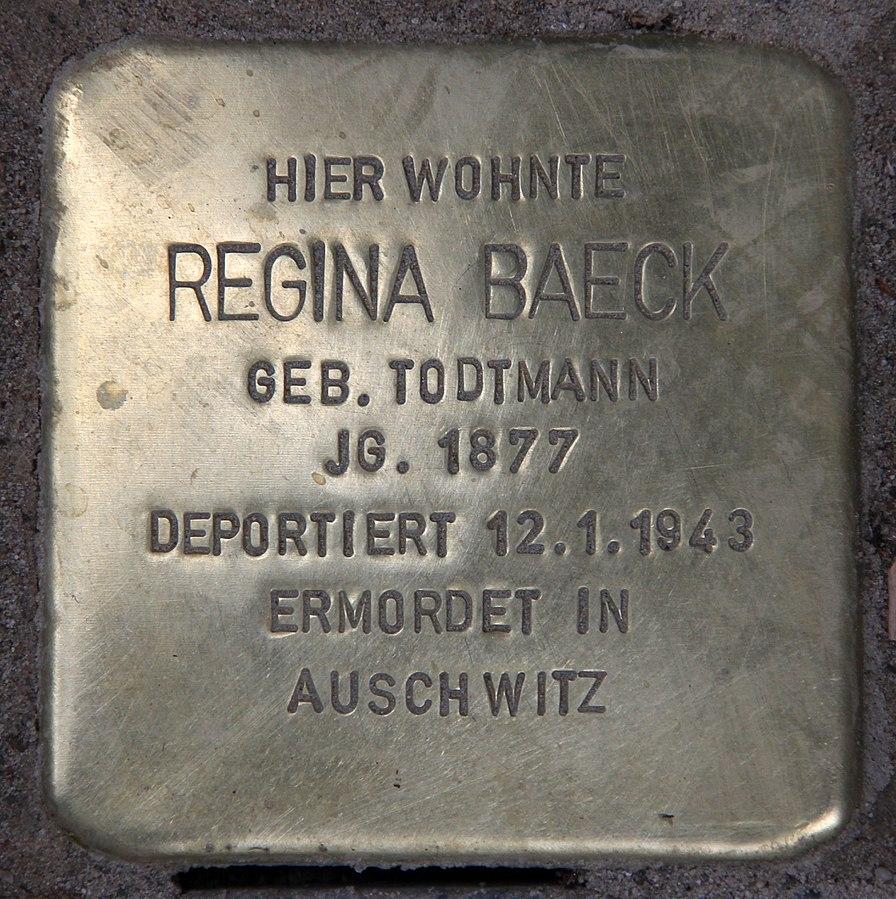 HIER WOHNTE
REGINA BAECK
GEB. TODTMANN
JG. 1877
DEPORTIERT 12.1.1943
ERMORDET IN
AUSCHWITZ